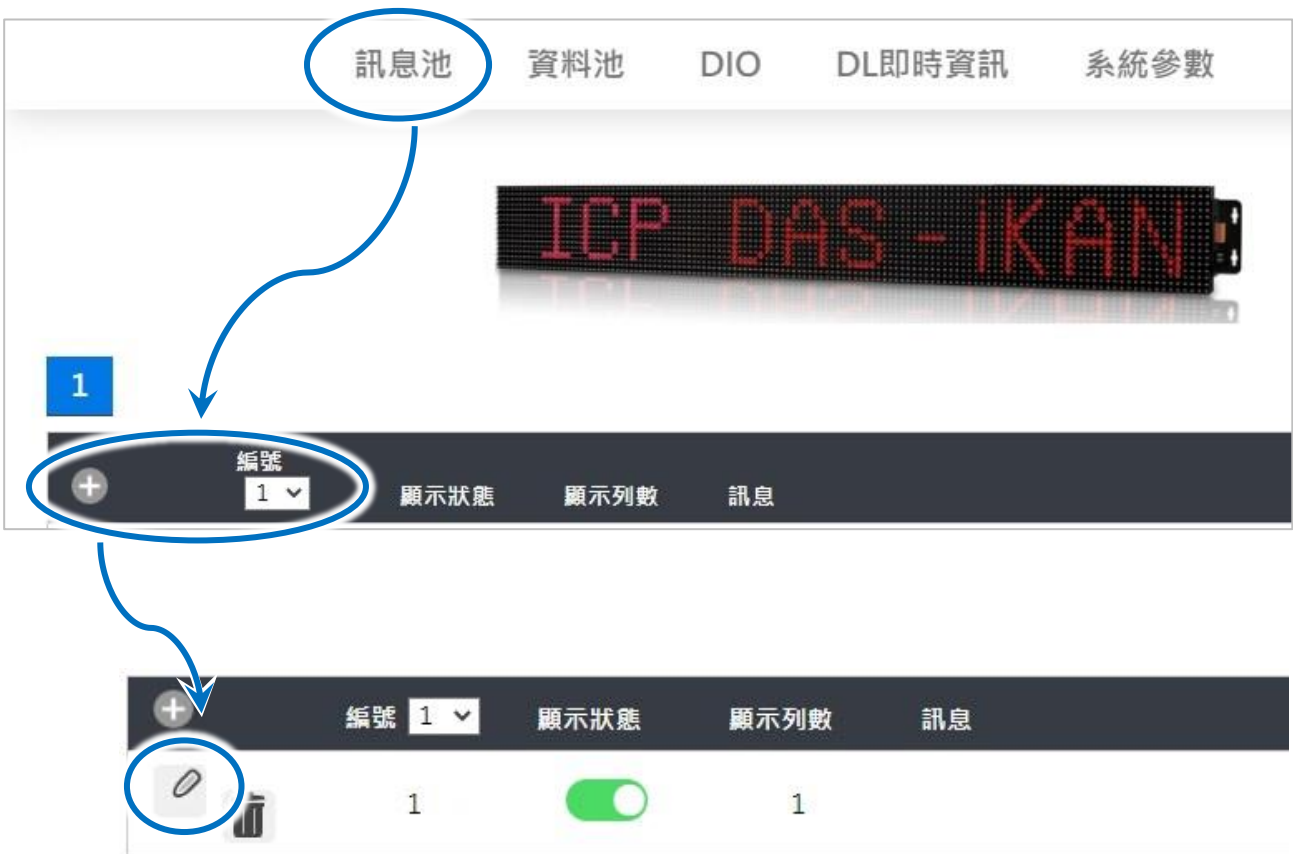 訊息池 資料池 DIO DL即時資訊 系統參數
ICP DAS - iKAN
1
編號
1 顯示狀態 顯示列數 訊息
編號 1 顯示狀態 顯示列數 訊息
1 1